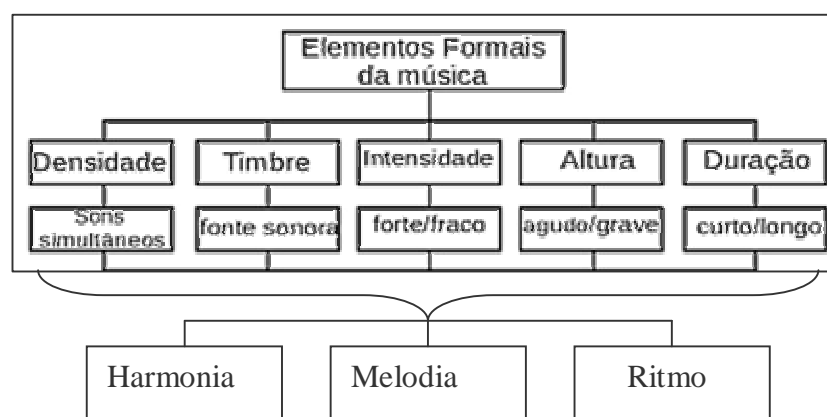 Elementos Formais
da música
Densidade
Timbre
Intensidade
Altura
Duração
Sons
simultâneos
fonte sonora
forte/fraco
agudo/grave
curto/longo
Harmonia
Melodia
Ritmo